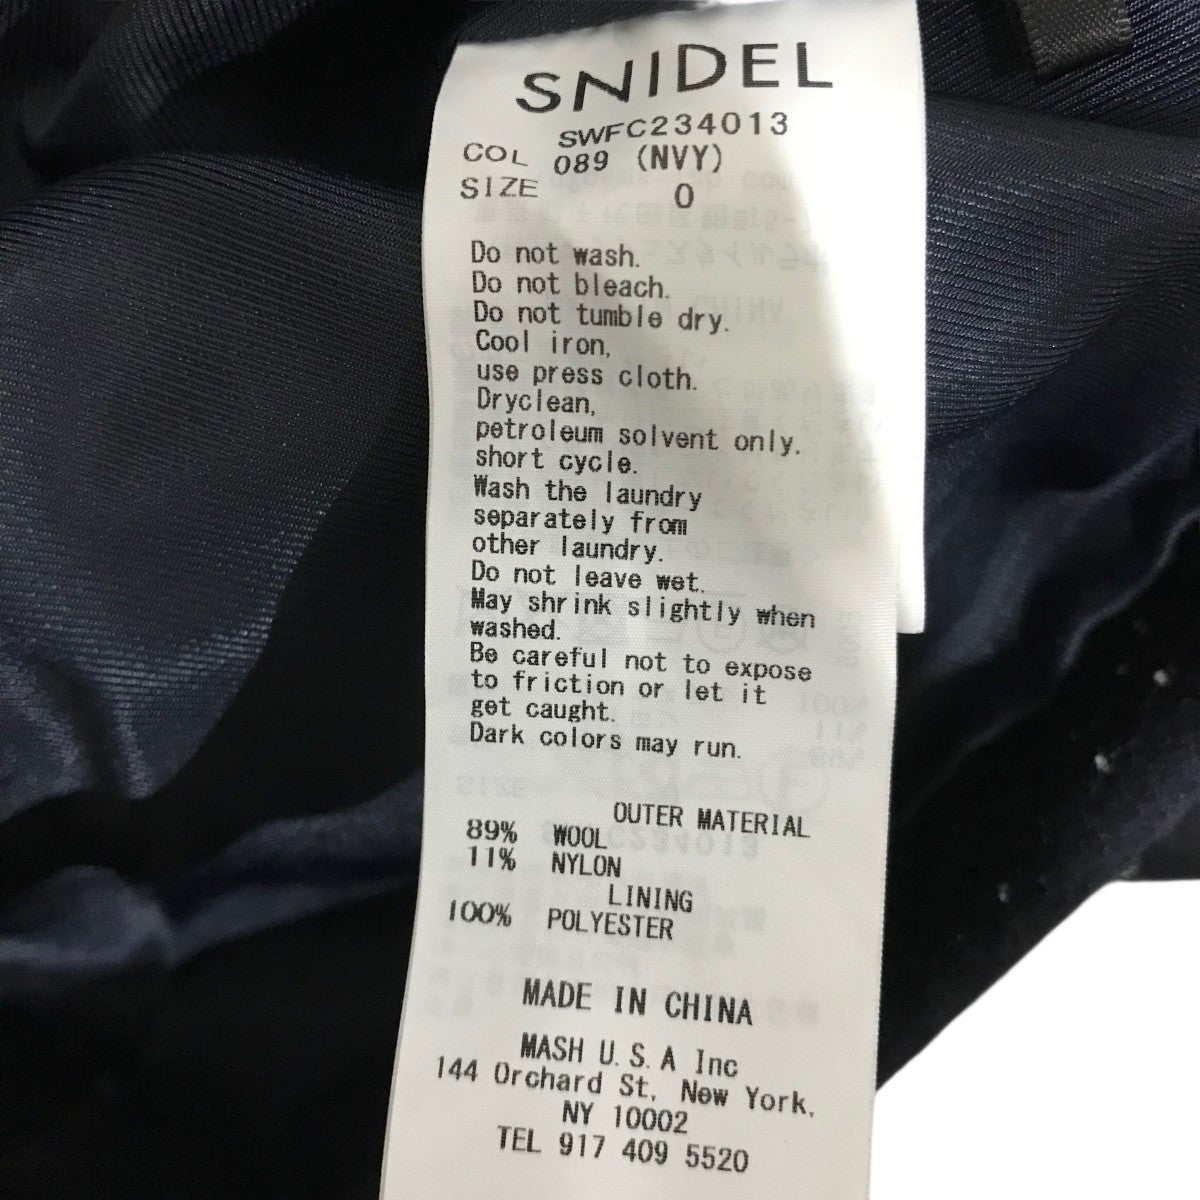 SNIDEL
SWFC234013
COL 089 (NVY)
SIZE 0
Do not wash.
Do not bleach.
Do not tumble dry.
Cool iron,
use press cloth.
Dryclean,
petroleum solvent only.
short cycle.
Wash the laundry
separately from
other laundry.
Do not leave wet.
May shrink slightly when
washed.
Be careful not to expose
to friction or let it
get caught.
Dark colors may run.
OUTER MATERIAL
89% WOOL
11% NYLON
LINING
100% POLYESTER
MADE IN CHINA
MASH U.S.A Inc
144 Orchard St, New York,
NY 10002
TEL 917 409 5520